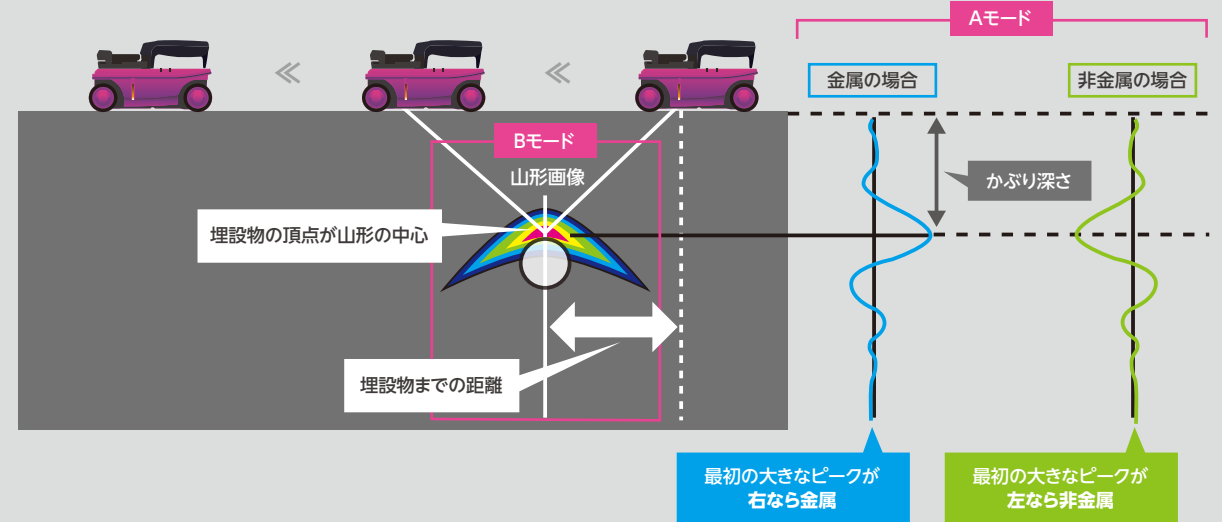 Aモード
金属の場合
非金属の場合
Bモード
山形画像
かぶり深さ
埋設物の頂点が山形の中心
埋設物までの距離
最初の大きなピークが
右なら金属
最初の大きなピークが
左なら非金属